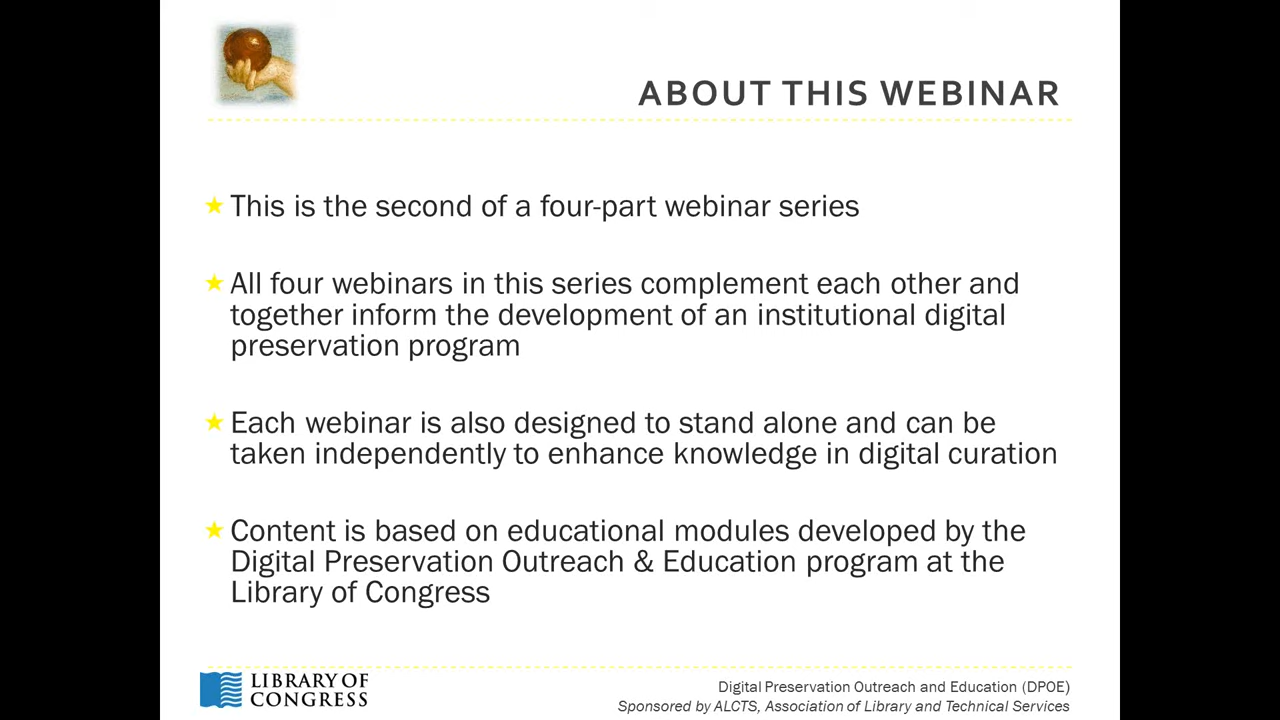 ABOUT THIS WEBINAR
This is the second of a four-part webinar series
All four webinars in this series complement each other and
together inform the development of an institutional digital
preservation program
Each webinar is also designed to stand alone and can be
taken independently to enhance knowledge in digital curation
Content is based on educational modules developed by the
Digital Preservation Outreach & Education program at the
Library of Congress
LIBRARY OF
CONGRESS
Digital Preservation Outreach and Education (DPOE)
Sponsored by ALCTS, Association of Library and Technical Services